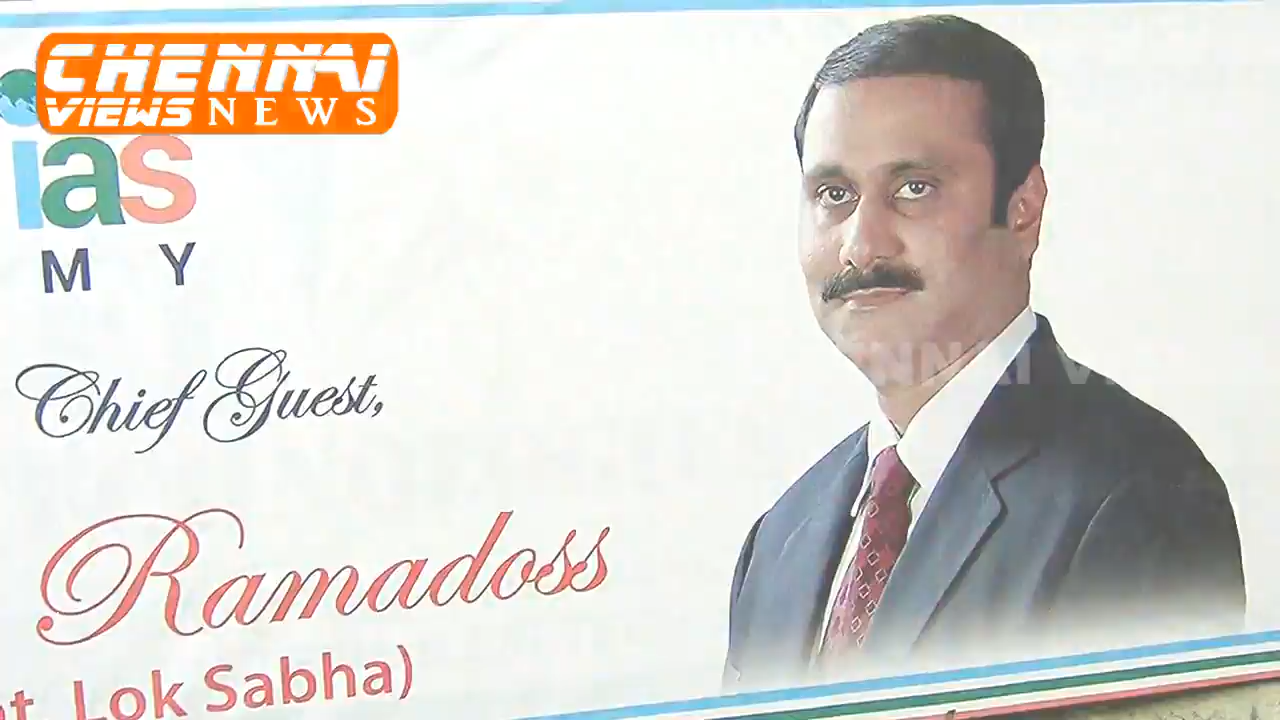 CHENNAI
VIEWS NEWS
ias
M Y
Chief Guest,
Ramadoss
Lok Sabha)